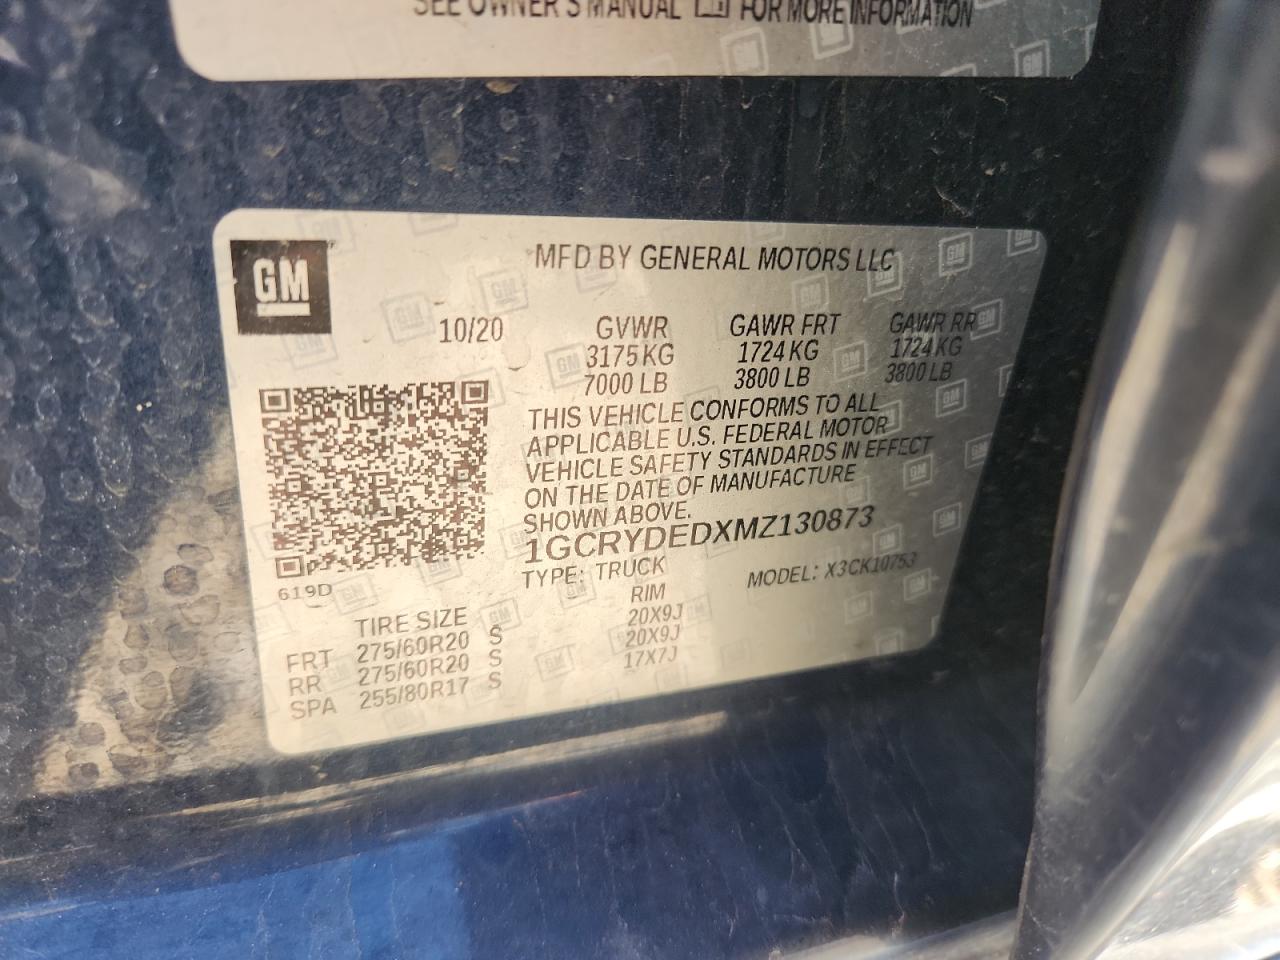 SEE OWNER'S MANUAL FOR MORE INFORMATION
GM
MFD BY GENERAL MOTORS LLC
10/20 GVWR GAWR FRT GAWR RR
3175 KG 1724 KG 1724 KG
7000 LB 3800 LB 3800 LB
THIS VEHICLE CONFORMS TO ALL
APPLICABLE U.S. FEDERAL MOTOR
VEHICLE SAFETY STANDARDS IN EFFECT
ON THE DATE OF MANUFACTURE
SHOWN ABOVE.
1GCRYDEDXMZ130873
TYPE: TRUCK MODEL: X3CK10753
619D
TIRE SIZE RIM
FRT 275/60R20 S 20X9J
RR 275/60R20 S 20X9J
SPA 255/80R17 S 17X7J